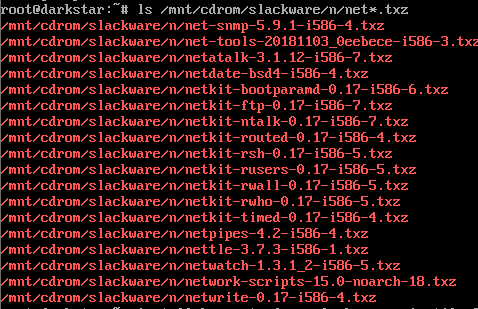 root@darkstar:~# ls /mnt/cdrom/slackware/n/net*.txz
/mnt/cdrom/slackware/n/net-snmp-5.9.1-i586-4.txz
/mnt/cdrom/slackware/n/net-tools-20181103_0eebece-i586-3.txz
/mnt/cdrom/slackware/n/netatalk-3.1.12-i586-7.txz
/mnt/cdrom/slackware/n/netdate-bsd4-i586-4.txz
/mnt/cdrom/slackware/n/netkit-bootparamd-0.17-i586-6.txz
/mnt/cdrom/slackware/n/netkit-ftp-0.17-i586-7.txz
/mnt/cdrom/slackware/n/netkit-ntalk-0.17-i586-7.txz
/mnt/cdrom/slackware/n/netkit-routed-0.17-i586-4.txz
/mnt/cdrom/slackware/n/netkit-rsh-0.17-i586-5.txz
/mnt/cdrom/slackware/n/netkit-rusers-0.17-i586-5.txz
/mnt/cdrom/slackware/n/netkit-rwall-0.17-i586-5.txz
/mnt/cdrom/slackware/n/netkit-rwho-0.17-i586-5.txz
/mnt/cdrom/slackware/n/netkit-timed-0.17-i586-4.txz
/mnt/cdrom/slackware/n/netpipes-4.2-i586-4.txz
/mnt/cdrom/slackware/n/nettle-3.7.3-i586-1.txz
/mnt/cdrom/slackware/n/netwatch-1.3.1_2-i586-5.txz
/mnt/cdrom/slackware/n/network-scripts-15.0-noarch-18.txz
/mnt/cdrom/slackware/n/netwrite-0.17-i586-4.txz